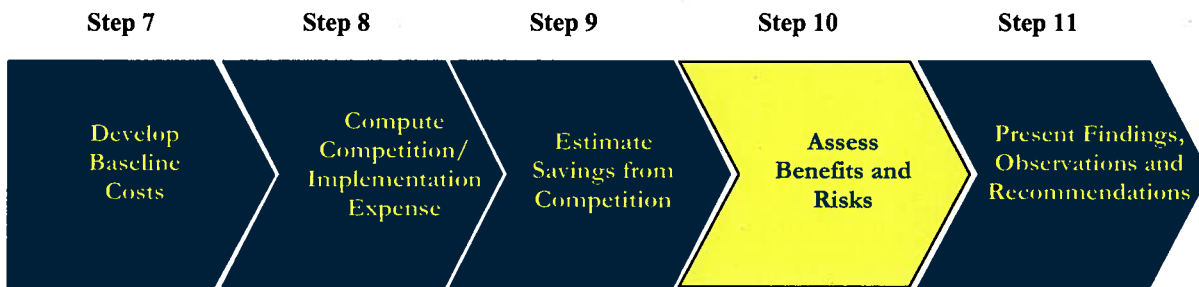 Step 7
Step 8
Step 9
Step 10
Step 11
Develop
Baseline
Costs
Compute
Competition/
Implementation
Expense
Estimate
Savings from
Competition
Assess
Benefits and
Risks
Present Findings,
Observations and
Recommendations